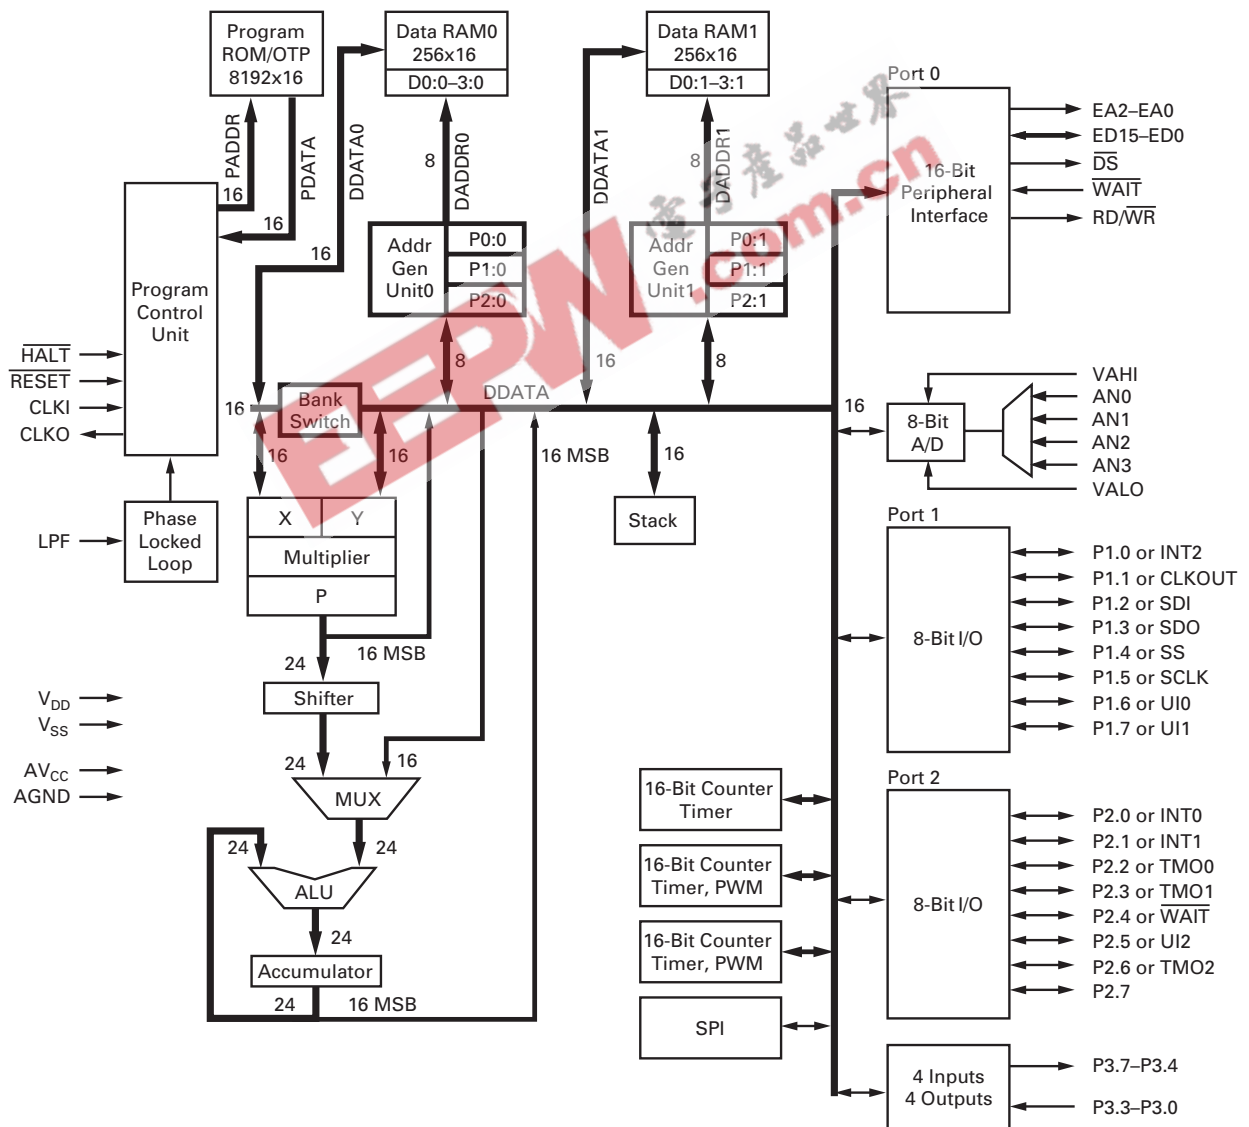 Program
ROM/OTP
8192x16
Data RAM0
256x16
D0:0–3:0
Data RAM1
256x16
D0:1–3:1
Port 0
PADDR
16
PDATA
16
DDATA0
16
8
DADDR0
DDATA1
16
8
DADDR1
16-Bit
Peripheral
Interface
EA2–EA0
ED15–ED0
DS
WAIT
RD/WR
Program
Control
Unit
Addr
Gen
Unit0
P0:0
P1:0
P2:0
Addr
Gen
Unit1
P0:1
P1:1
P2:1
電子產品世界
EEPW.com.cn
HALT
RESET
CLKI
CLKO
8
8
DDATA
16
Bank
Switch
16
16
16 MSB
16
16
8-Bit
A/D
VAHI
AN0
AN1
AN2
AN3
VALO
LPF
Phase
Locked
Loop
X
Y
Multiplier
P
Stack
Port 1
8-Bit I/O
P1.0 or INT2
P1.1 or CLKOUT
P1.2 or SDI
P1.3 or SDO
P1.4 or SS
P1.5 or SCLK
P1.6 or UI0
P1.7 or UI1
16 MSB
24
Shifter
24
16
MUX
VDD
VSS
AVCC
AGND
24
24
ALU
24
Accumulator
24
16 MSB
16-Bit Counter
Timer
16-Bit Counter
Timer, PWM
16-Bit Counter
Timer, PWM
SPI
Port 2
8-Bit I/O
P2.0 or INT0
P2.1 or INT1
P2.2 or TMO0
P2.3 or TMO1
P2.4 or WAIT
P2.5 or UI2
P2.6 or TMO2
P2.7
4 Inputs
4 Outputs
P3.7–P3.4
P3.3–P3.0